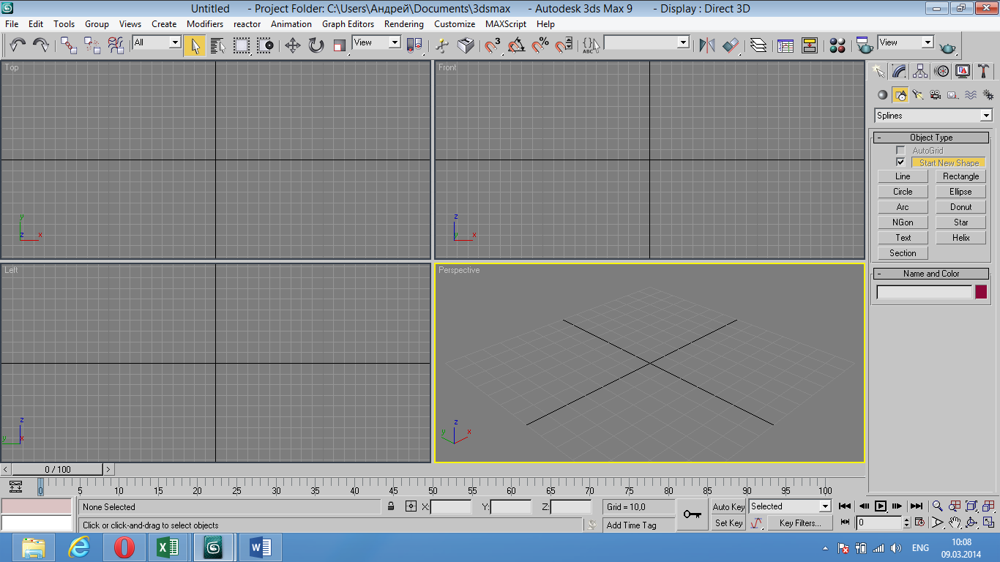 Untitled - Project Folder: C:\Users\Андрей\Documents\3dsmax - Autodesk 3ds Max 9 - Display : Direct 3D
File Edit Tools Group Views Create Modifiers reactor Animation Graph Editors Rendering Customize MAXScript Help
All View 3 % ABC View
Top Front
Splines
- Object Type
AutoGrid
Start New Shape
Line Rectangle
Circle Ellipse
Arc Donut
NGon Star
Text Helix
Section
y z x
z y x
Left Perspective
- Name and Color
z y x
z y x
< 0 / 100 >
0 5 10 15 20 25 30 35 40 45 50 55 60 65 70 75 80 85 90 95 100
None Selected X: Y: Z: Grid = 10,0 Auto Key Selected
Click or click-and-drag to select objects Add Time Tag Set Key Key Filters... 0
ENG 10:08
09.03.2014